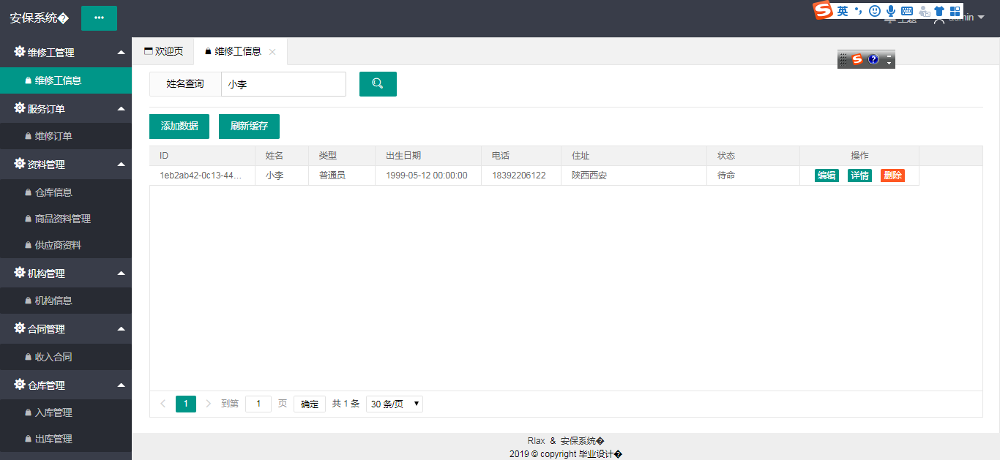 安保系统�
•••
英
主题
admin
维修工管理
维修工信息
服务订单
维修订单
资料管理
仓库信息
商品资料管理
供应商资料
机构管理
机构信息
合同管理
收入合同
仓库管理
入库管理
出库管理
欢迎页
维修工信息
姓名查询 小李
添加数据 刷新缓存
ID 姓名 类型 出生日期 电话 住址 状态 操作
1eb2ab42-0c13-44... 小李 普通员 1999-05-12 00:00:00 18392206122 陕西西安 待命 编辑 详情 删除
1 到第 1 页 确定 共 1 条 30 条/页
Rlax & 安保系统�
2019 © copyright 毕业设计�